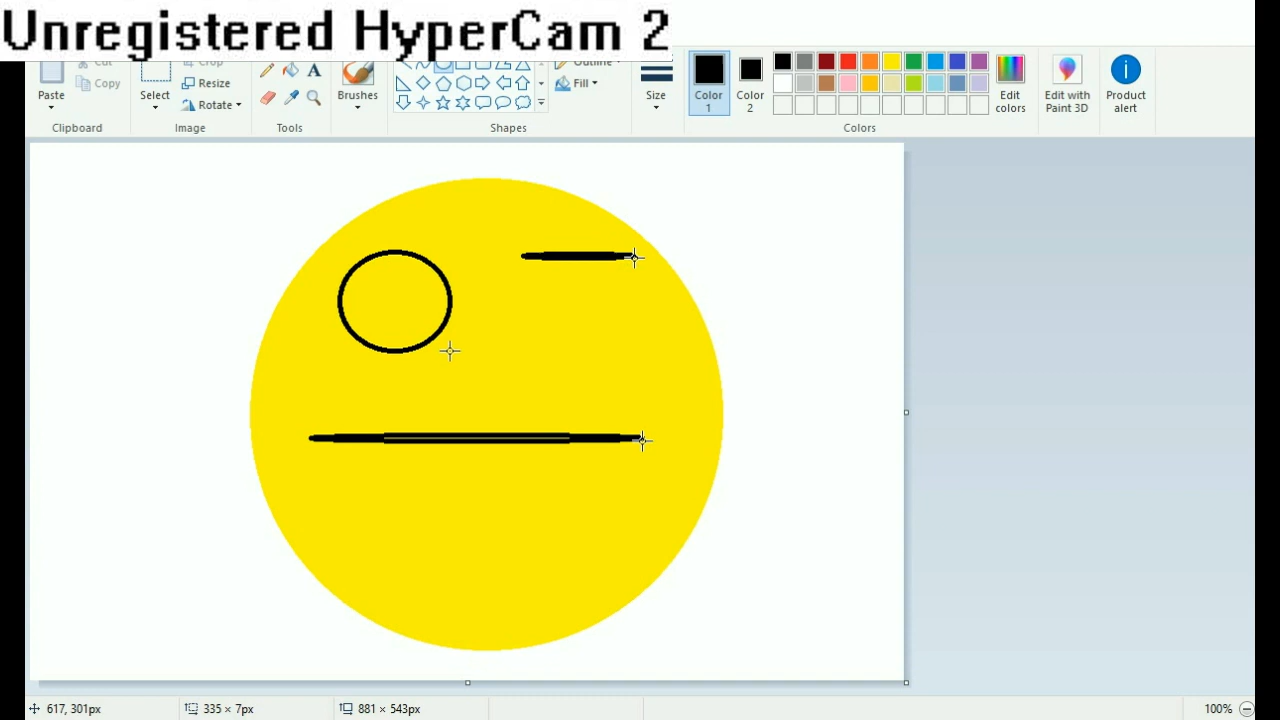 Unregistered HyperCam 2
Cut
Crop
Outline
Paste
Copy
Select
Resize
Rotate
A
Brushes
Fill
Size
Color 1
Color 2
Edit colors
Edit with Paint 3D
Product alert
Clipboard
Image
Tools
Shapes
Colors
617, 301px
335 × 7px
881 × 543px
100%